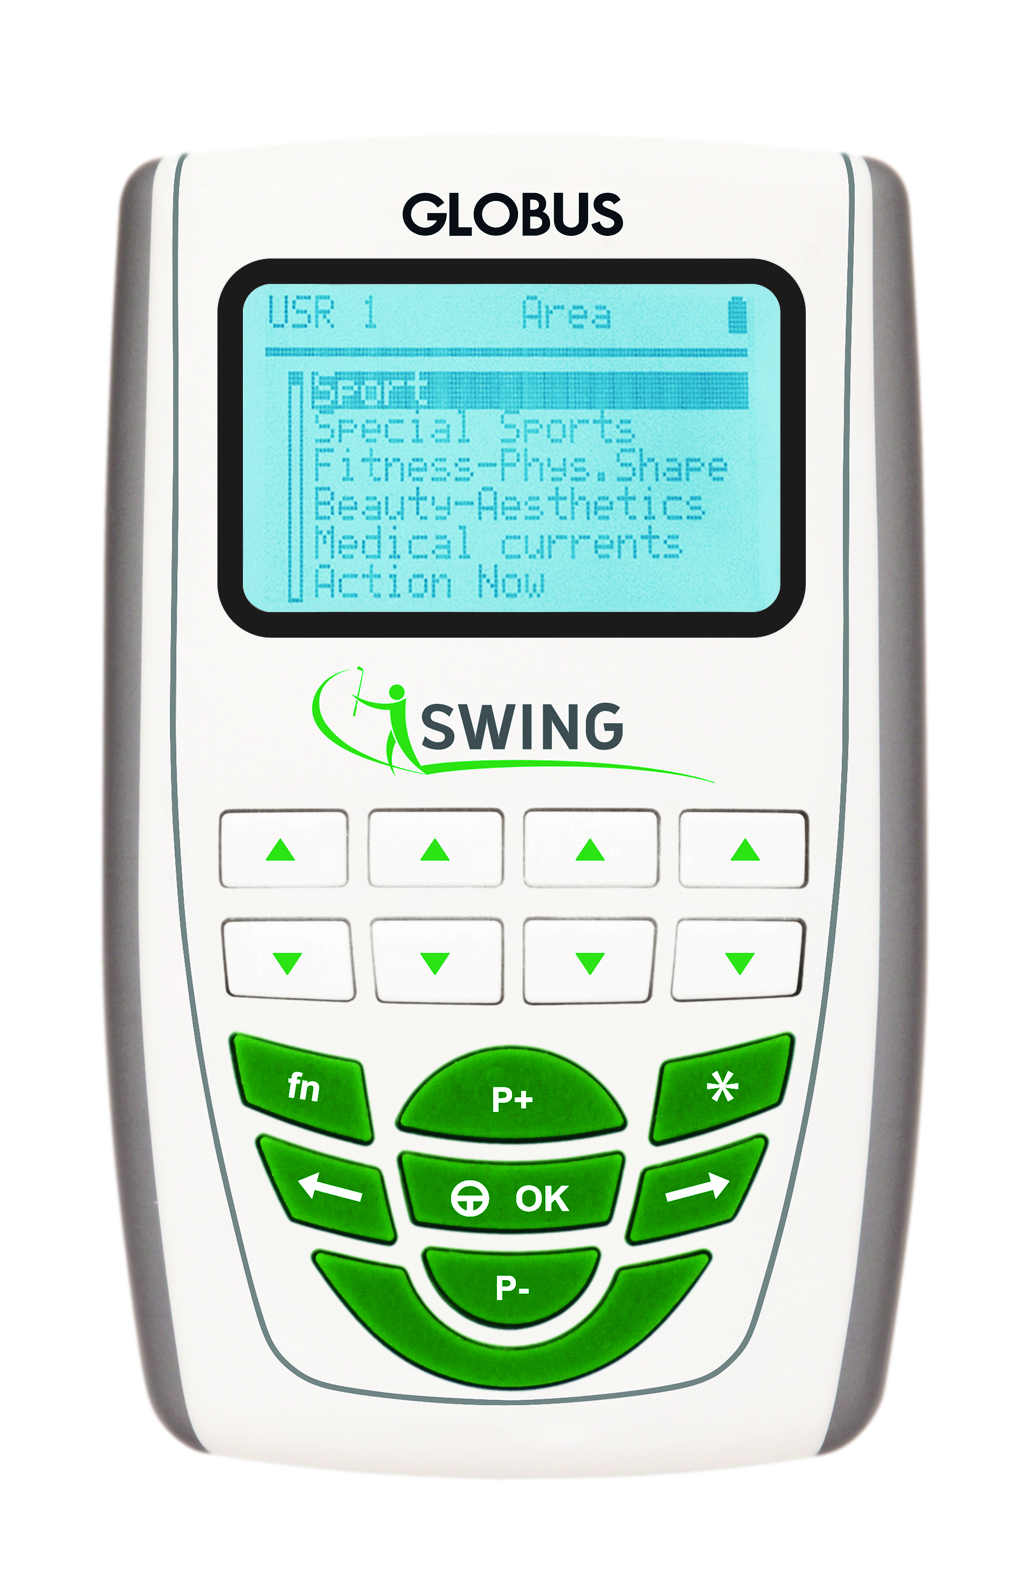 GLOBUS
USR 1 Area
Sport
Special Sports
Fitness-Phys.Shape
Beauty-Aesthetics
Medical currents
Action Now
SWING
fn P+ *
OK
P-